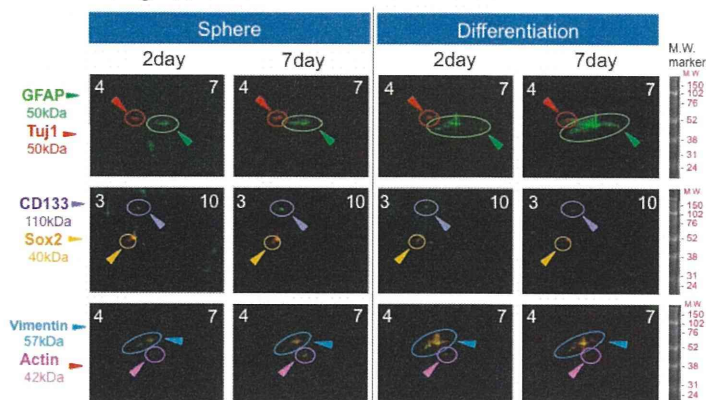 Sphere Differentiation
2day 7day 2day 7day
M.W.
marker
GFAP
50kDa
Tuj1
50kDa
4 7 4 7 4 7 4 7
M.W.
150
102
76
52
38
31
24
CD133
110kDa
Sox2
40kDa
3 10 3 10 3 10 3 10
M.W.
150
102
76
52
38
31
24
Vimentin
57kDa
Actin
42kDa
4 7 4 7 4 7 4 7
M.W.
150
102
76
52
38
31
24